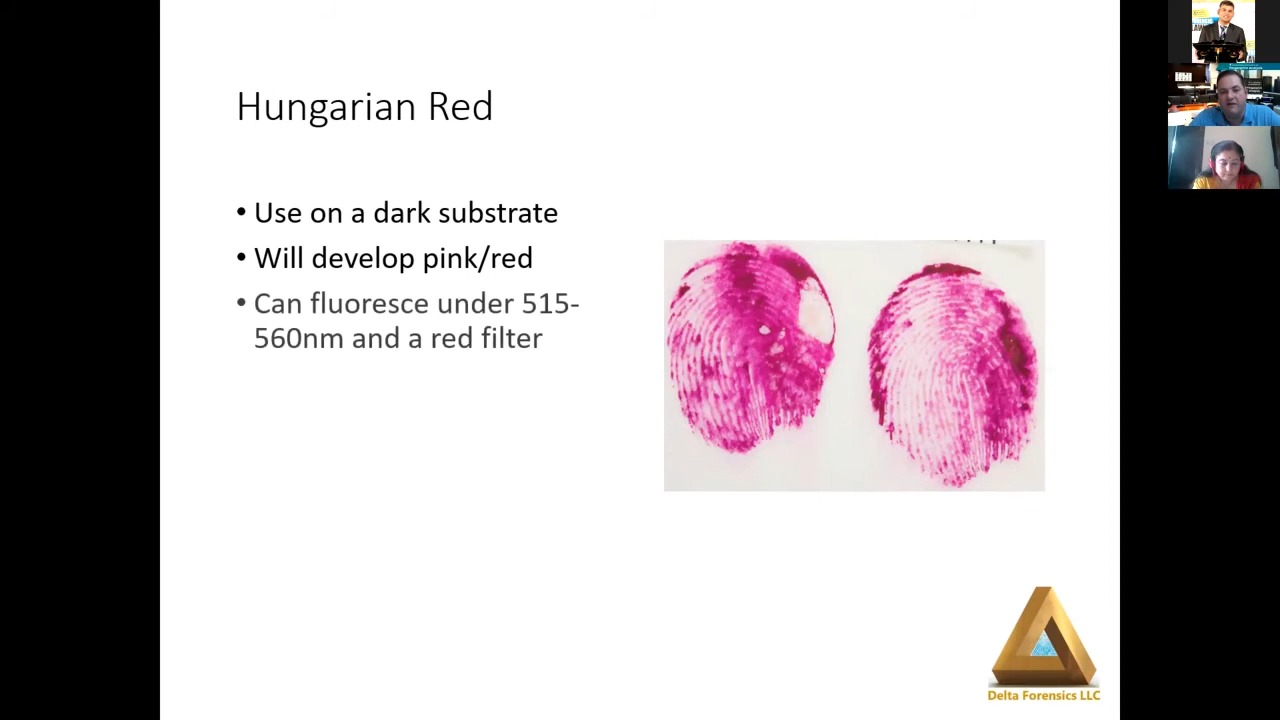 Hungarian Red
• Use on a dark substrate
• Will develop pink/red
• Can fluoresce under 515-
560nm and a red filter
Delta Forensics LLC